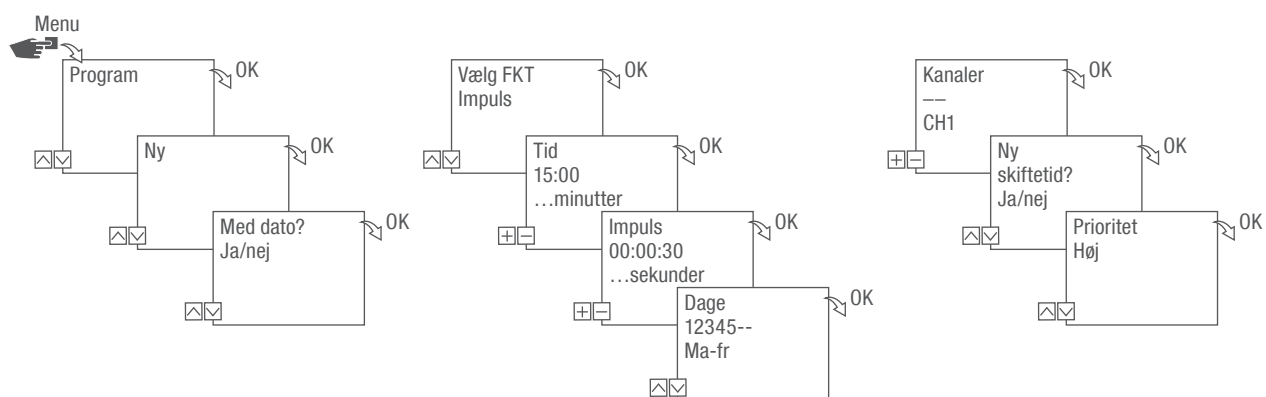 Menu
Program
OK
Ny
OK
Med dato?
Ja/nej
OK
Vælg FKT
Impuls
OK
Tid
15:00
…minutter
OK
Impuls
00:00:30
…sekunder
OK
Dage
12345--
Ma-fr
OK
Kanaler
––
CH1
OK
Ny
skiftetid?
Ja/nej
OK
Prioritet
Høj
OK